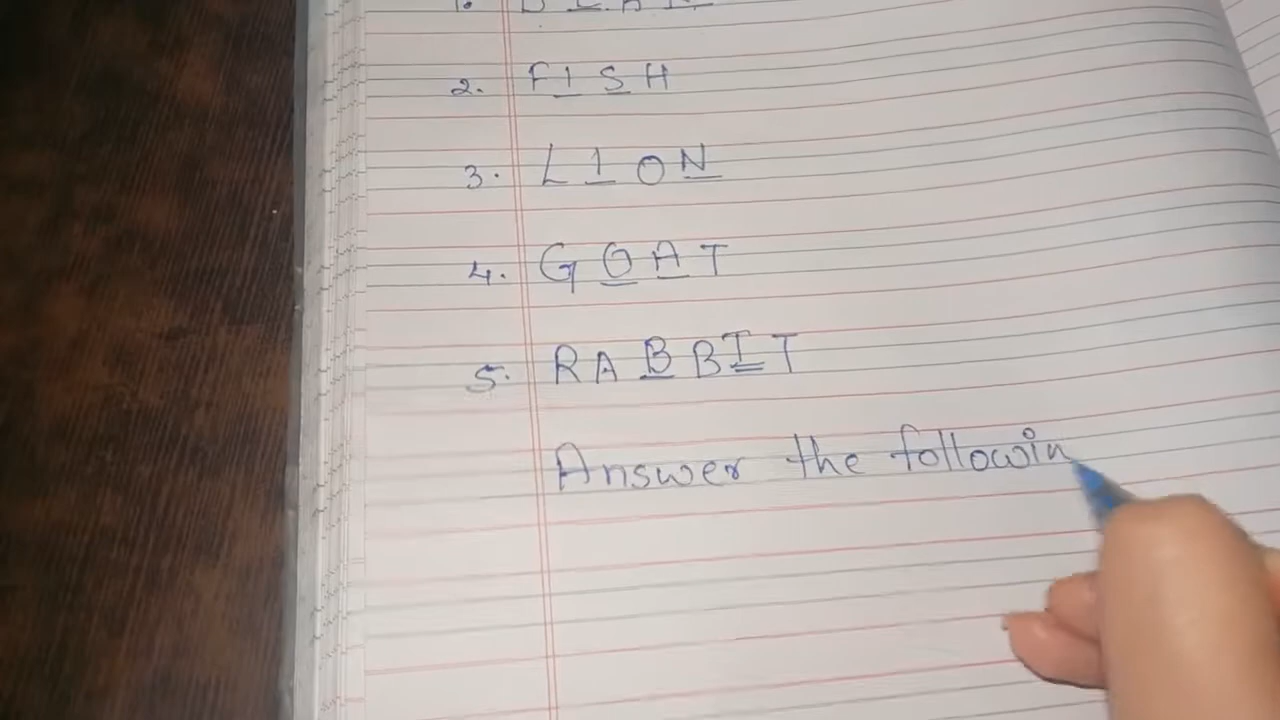 2. FISH
3. LION
4. GOAT
5. RABBIT
Answer the followin